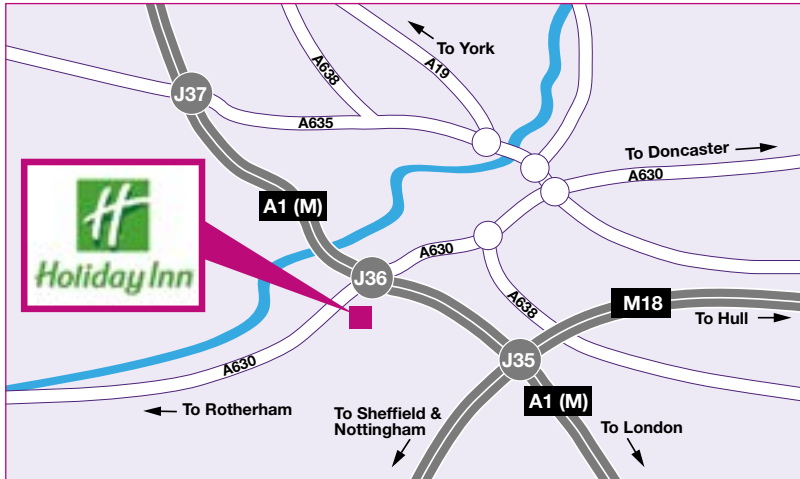 To York
A638
A19
J37
A635
To Doncaster
A630
H
Holiday Inn
A1 (M)
A630
J36
A638
M18
To Hull
J35
A630
To Rotherham
To Sheffield &
Nottingham
A1 (M)
To London